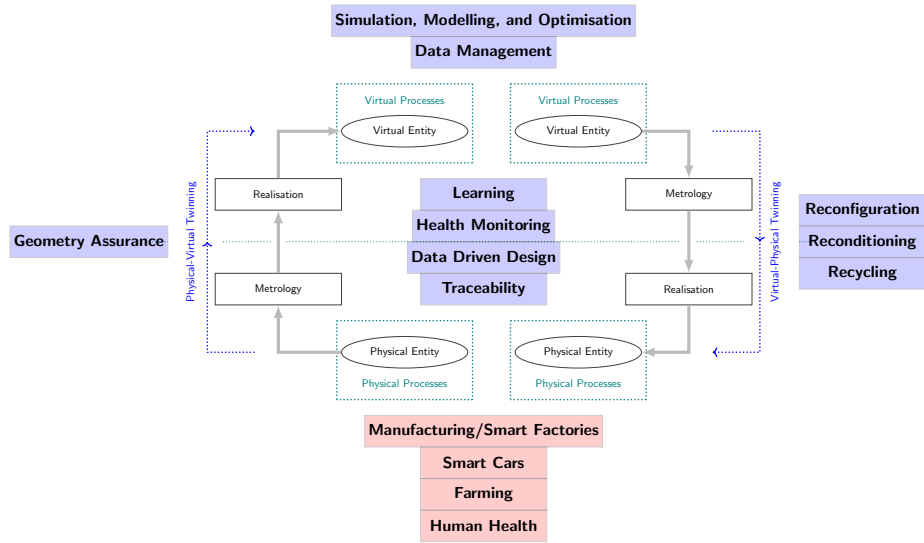 Simulation, Modelling, and Optimisation
Data Management
Virtual Processes
Virtual Entity
Virtual Processes
Virtual Entity
Physical-Virtual Twinning
Realisation
Metrology
Geometry Assurance
Learning
Health Monitoring
Data Driven Design
Traceability
Metrology
Realisation
Virtual-Physical Twinning
Reconfiguration
Reconditioning
Recycling
Physical Entity
Physical Processes
Physical Entity
Physical Processes
Manufacturing/Smart Factories
Smart Cars
Farming
Human Health